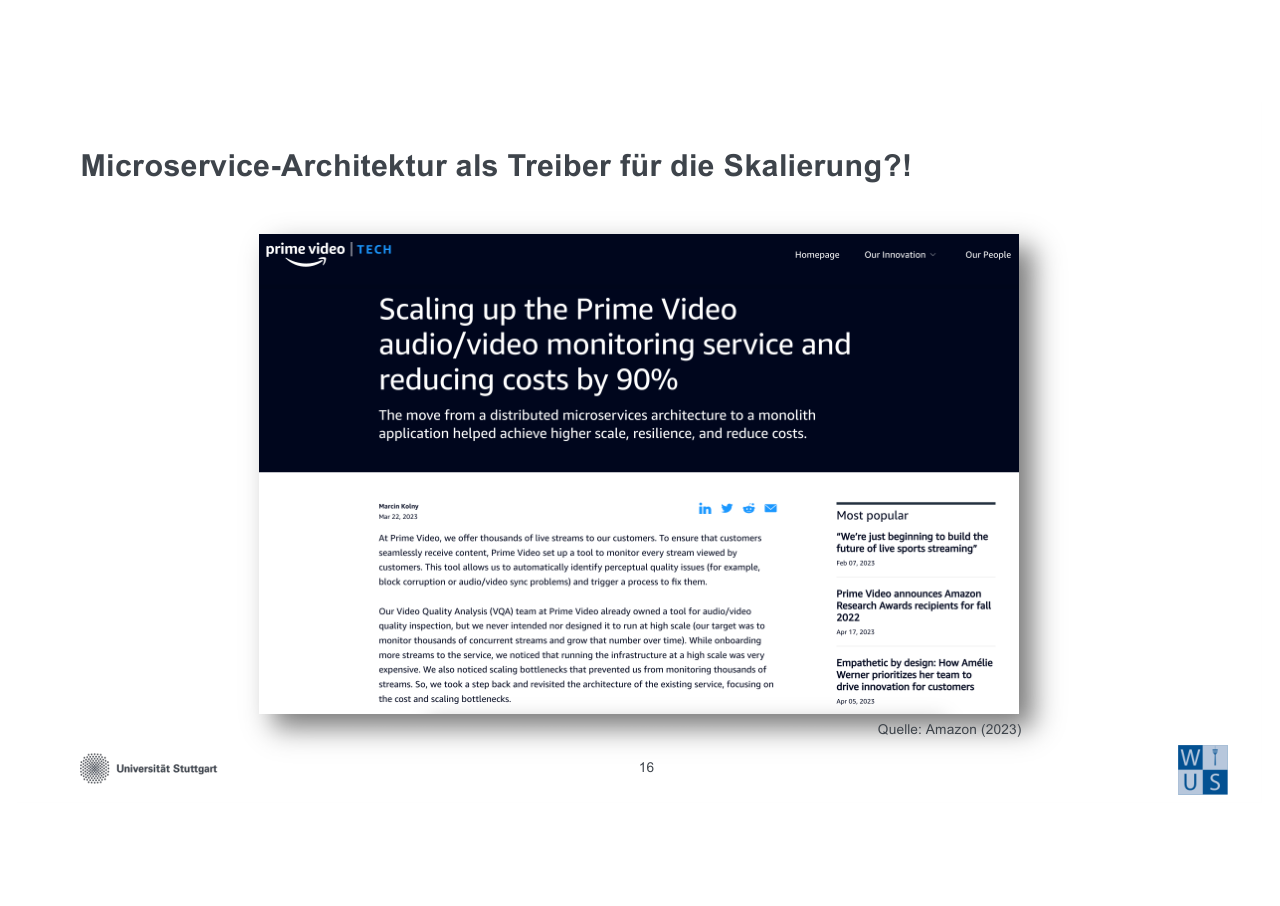 Microservice-Architektur als Treiber für die Skalierung?!
prime video | TECH
Homepage
Our Innovation
Our People
Scaling up the Prime Video
audio/video monitoring service and
reducing costs by 90%
The move from a distributed microservices architecture to a monolith
application helped achieve higher scale, resilience, and reduce costs.
Marcin Kolny
Mar 22, 2023
At Prime Video, we offer thousands of live streams to our customers. To ensure that customers
seamlessly receive content, Prime Video set up a tool to monitor every stream viewed by
customers. This tool allows us to automatically identify perceptual quality issues (for example,
block corruption or audio/video sync problems) and trigger a process to fix them.
Our Video Quality Analysis (VQA) team at Prime Video already owned a tool for audio/video
quality inspection, but we never intended nor designed it to run at high scale (our target was to
monitor thousands of concurrent streams and grow that number over time). While onboarding
more streams to the service, we noticed that running the infrastructure at a high scale was very
expensive. We also noticed scaling bottlenecks that prevented us from monitoring thousands of
streams. So, we took a step back and revisited the architecture of the existing service, focusing on
the cost and scaling bottlenecks.
Most popular
"We're just beginning to build the
future of live sports streaming"
Feb 07, 2023
Prime Video announces Amazon
Research Awards recipients for fall
2022
Apr 17, 2023
Empathetic by design: How Amélie
Werner prioritizes her team to
drive innovation for customers
Apr 05, 2023
Quelle: Amazon (2023)
Universität Stuttgart
16
W I
U S